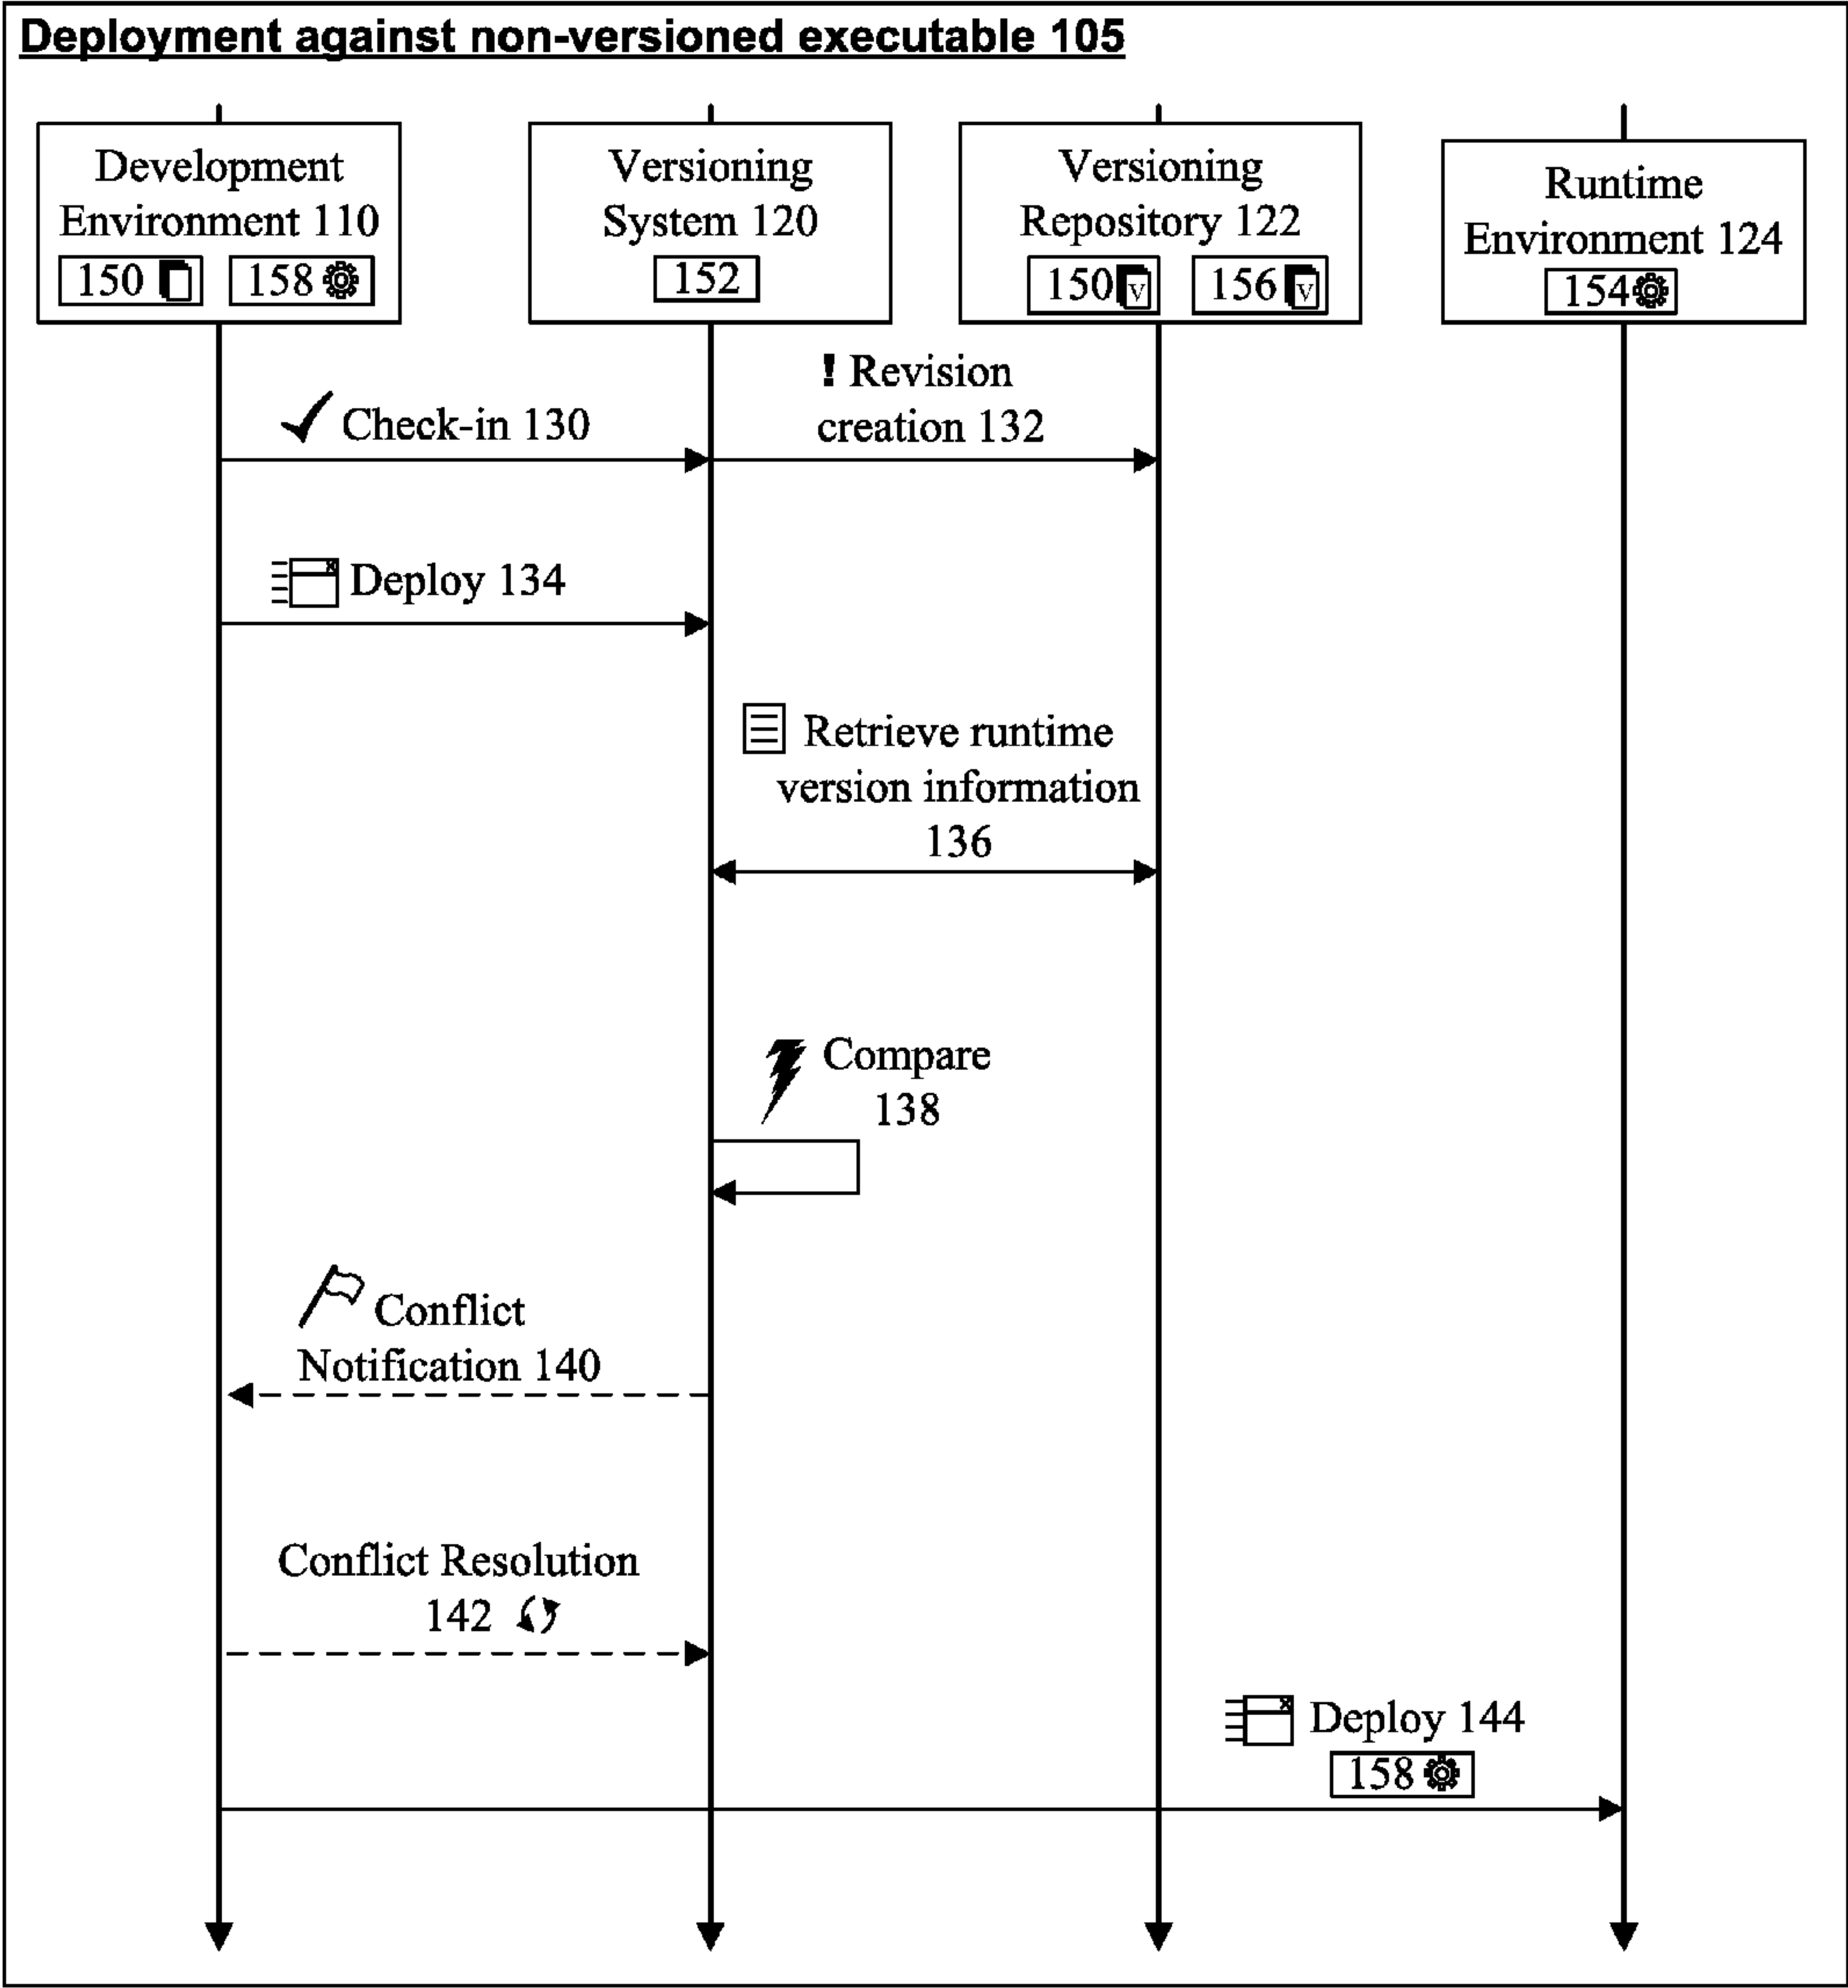 Deployment against non-versioned executable 105
Development
Environment 110
150
158
Versioning
System 120
152
Versioning
Repository 122
150 V
156 V
Runtime
Environment 124
154
Check-in 130
! Revision
creation 132
Deploy 134
Retrieve runtime
version information
136
Compare
138
Conflict
Notification 140
Conflict Resolution
142
Deploy 144
158